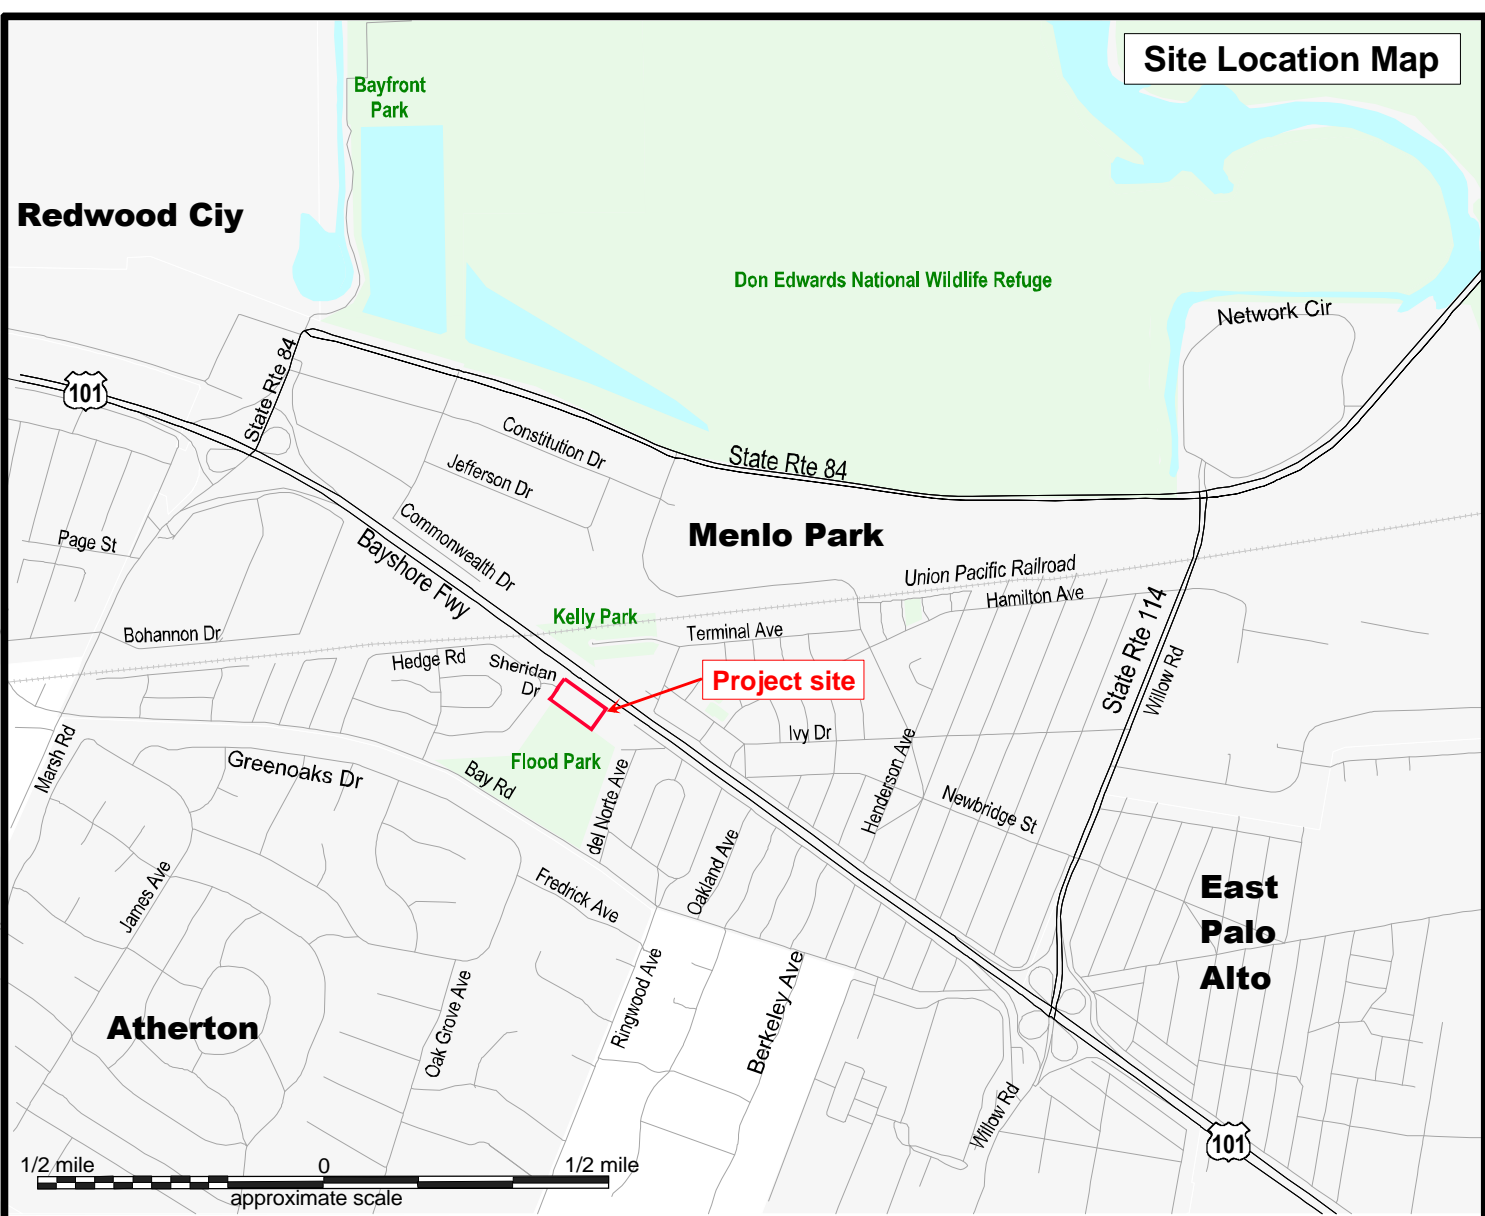 Site Location Map
Bayfront
Park
Redwood Ciy
Don Edwards National Wildlife Refuge
Network Cir
State Rte 84
101
Constitution Dr
Jefferson Dr
State Rte 84
Commonwealth Dr
Menlo Park
Page St
Bayshore Fwy
Union Pacific Railroad
Hamilton Ave
Kelly Park
Terminal Ave
Bohannon Dr
Hedge Rd
Sheridan
Dr
Project site
State Rte 114
Willow Rd
Marsh Rd
Greenoaks Dr
Flood Park
Bay Rd
del Norte Ave
Ivy Dr
Henderson Ave
Newbridge St
James Ave
Fredrick Ave
Oakland Ave
East
Palo
Alto
Atherton
Oak Grove Ave
Ringwood Ave
Berkeley Ave
Willow Rd
101
1/2 mile
0
1/2 mile
approximate scale